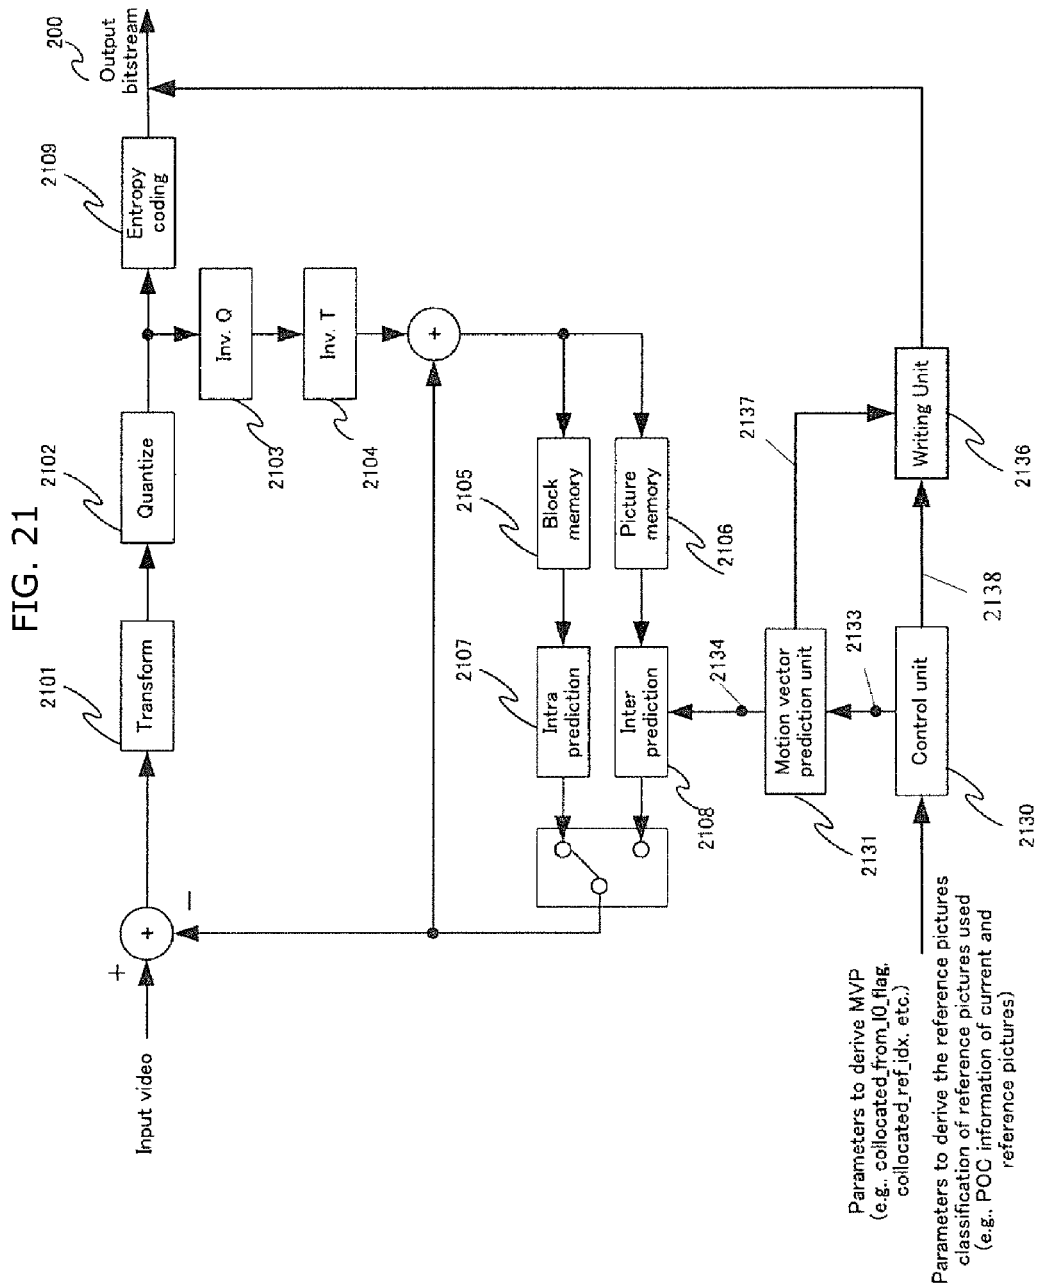 FIG. 21
200
Output
bitstream
2109
Entropy
coding
2102
Quantize
2101
Transform
+
+
−
Input video
Inv. Q
2103
Inv. T
2104
+
2105
Block
memory
Picture
memory
2106
2107
Intra
prediction
Inter
prediction
2108
2134
2137
Motion vector
prediction unit
2131
2133
Control unit
2130
2138
Writing Unit
2136
Parameters to derive MVP
(e.g., collocated_from_l0_flag,
collocated_ref_idx, etc.)
Parameters to derive the reference pictures
classification of reference pictures used
(e.g., POC information of current and
reference pictures)